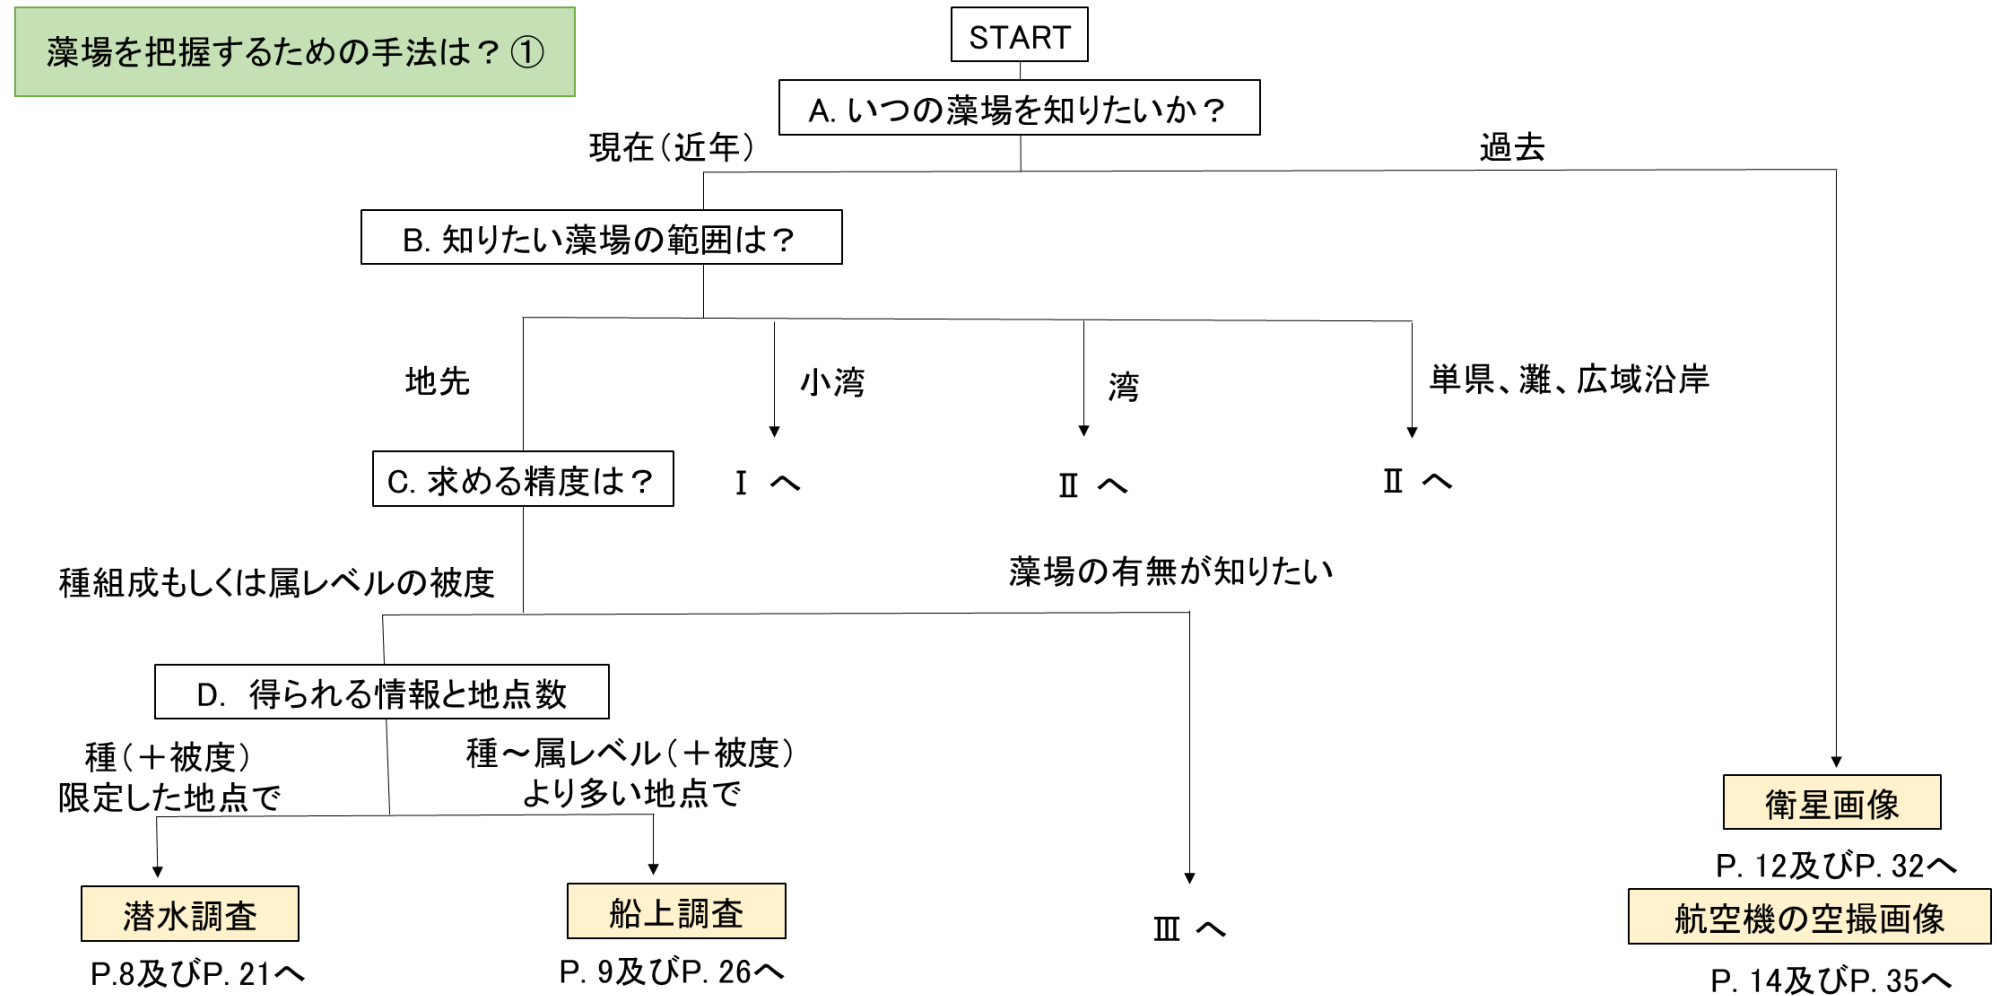 藻場を把握するための手法は？①
START
A. いつの藻場を知りたいか？
現在（近年）
過去
B. 知りたい藻場の範囲は？
地先
小湾
湾
単県、灘、広域沿岸
C. 求める精度は？
Ⅰ へ
Ⅱ へ
Ⅱ へ
種組成もしくは属レベルの被度
藻場の有無が知りたい
D. 得られる情報と地点数
種（＋被度）
限定した地点で
種～属レベル（＋被度）
より多い地点で
潜水調査
P.8及びP. 21へ
船上調査
P. 9及びP. 26へ
Ⅲ へ
衛星画像
P. 12及びP. 32へ
航空機の空撮画像
P. 14及びP. 35へ